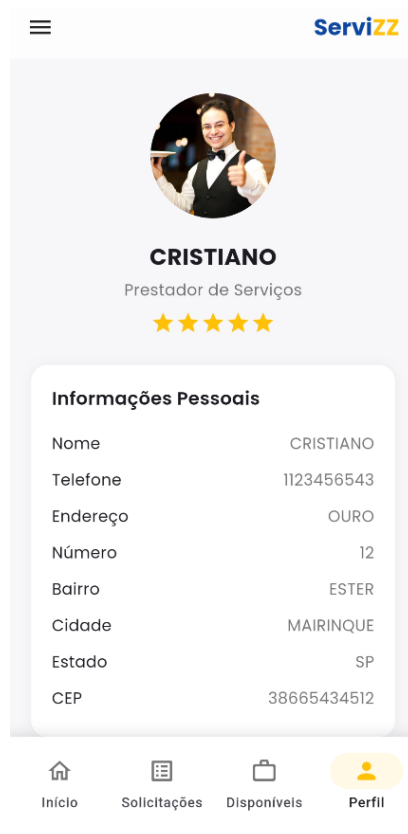 ServiZZ
CRISTIANO
Prestador de Serviços
Informações Pessoais
Nome CRISTIANO
Telefone 1123456543
Endereço OURO
Número 12
Bairro ESTER
Cidade MAIRINQUE
Estado SP
CEP 38665434512
Início Solicitações Disponíveis Perfil